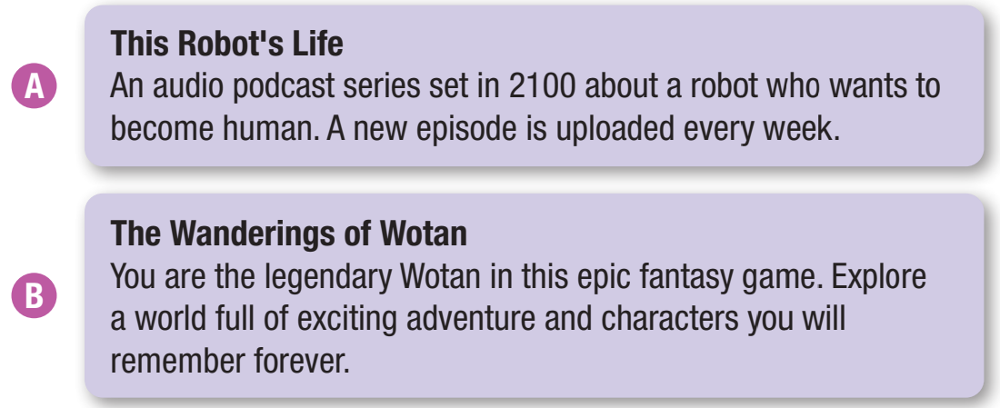 A
This Robot's Life
An audio podcast series set in 2100 about a robot who wants to
become human. A new episode is uploaded every week.
B
The Wanderings of Wotan
You are the legendary Wotan in this epic fantasy game. Explore
a world full of exciting adventure and characters you will
remember forever.